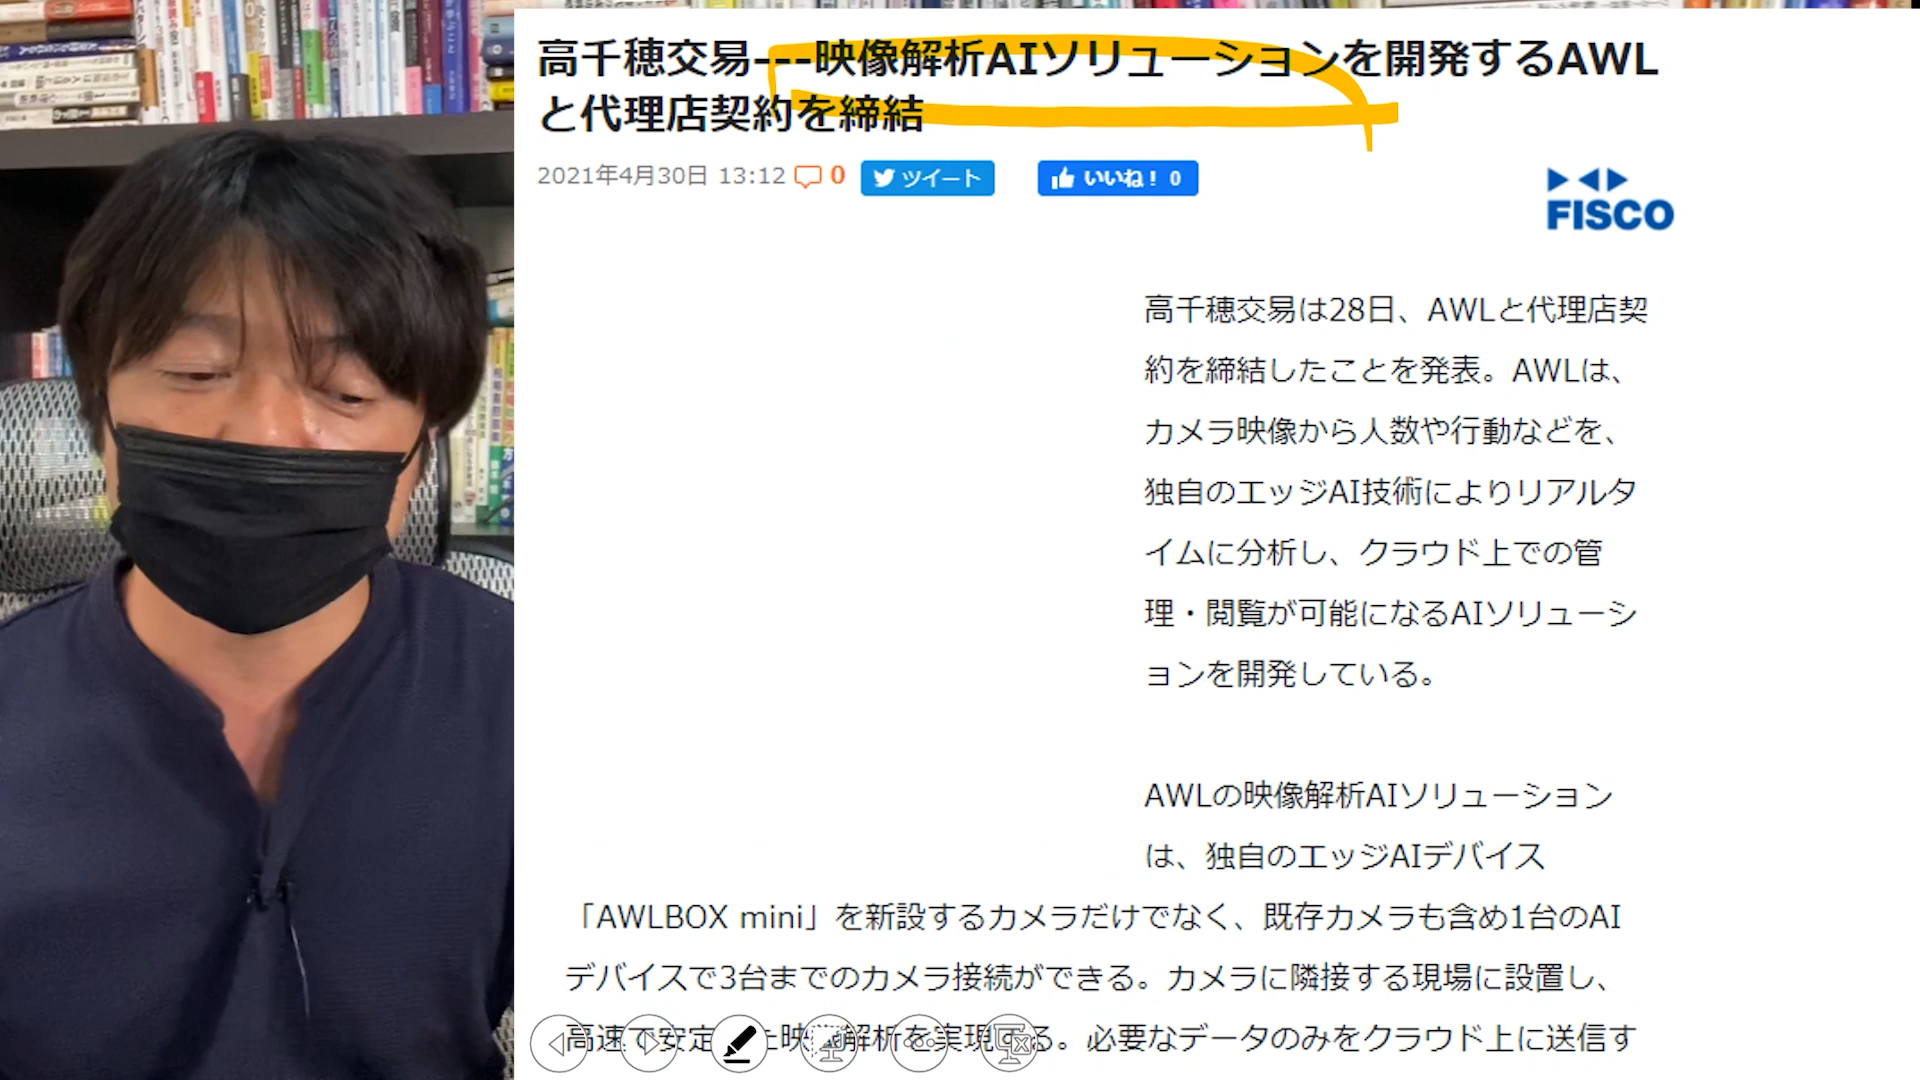 高千穂交易---映像解析AIソリューションを開発するAWL
と代理店契約を締結
2021年4月30日 13:12 0 ツイート いいね！ 0
FISCO
高千穂交易は28日、AWLと代理店契
約を締結したことを発表。AWLは、
カメラ映像から人数や行動などを、
独自のエッジAI技術によりリアルタ
イムに分析し、クラウド上での管
理・閲覧が可能になるAIソリューシ
ョンを開発している。
AWLの映像解析AIソリューション
は、独自のエッジAIデバイス
「AWLBOX mini」を新設するカメラだけでなく、既存カメラも含め1台のAI
デバイスで3台までのカメラ接続ができる。カメラに隣接する現場に設置し、
高速で安定した映像解析を実現する。必要なデータのみをクラウド上に送信す